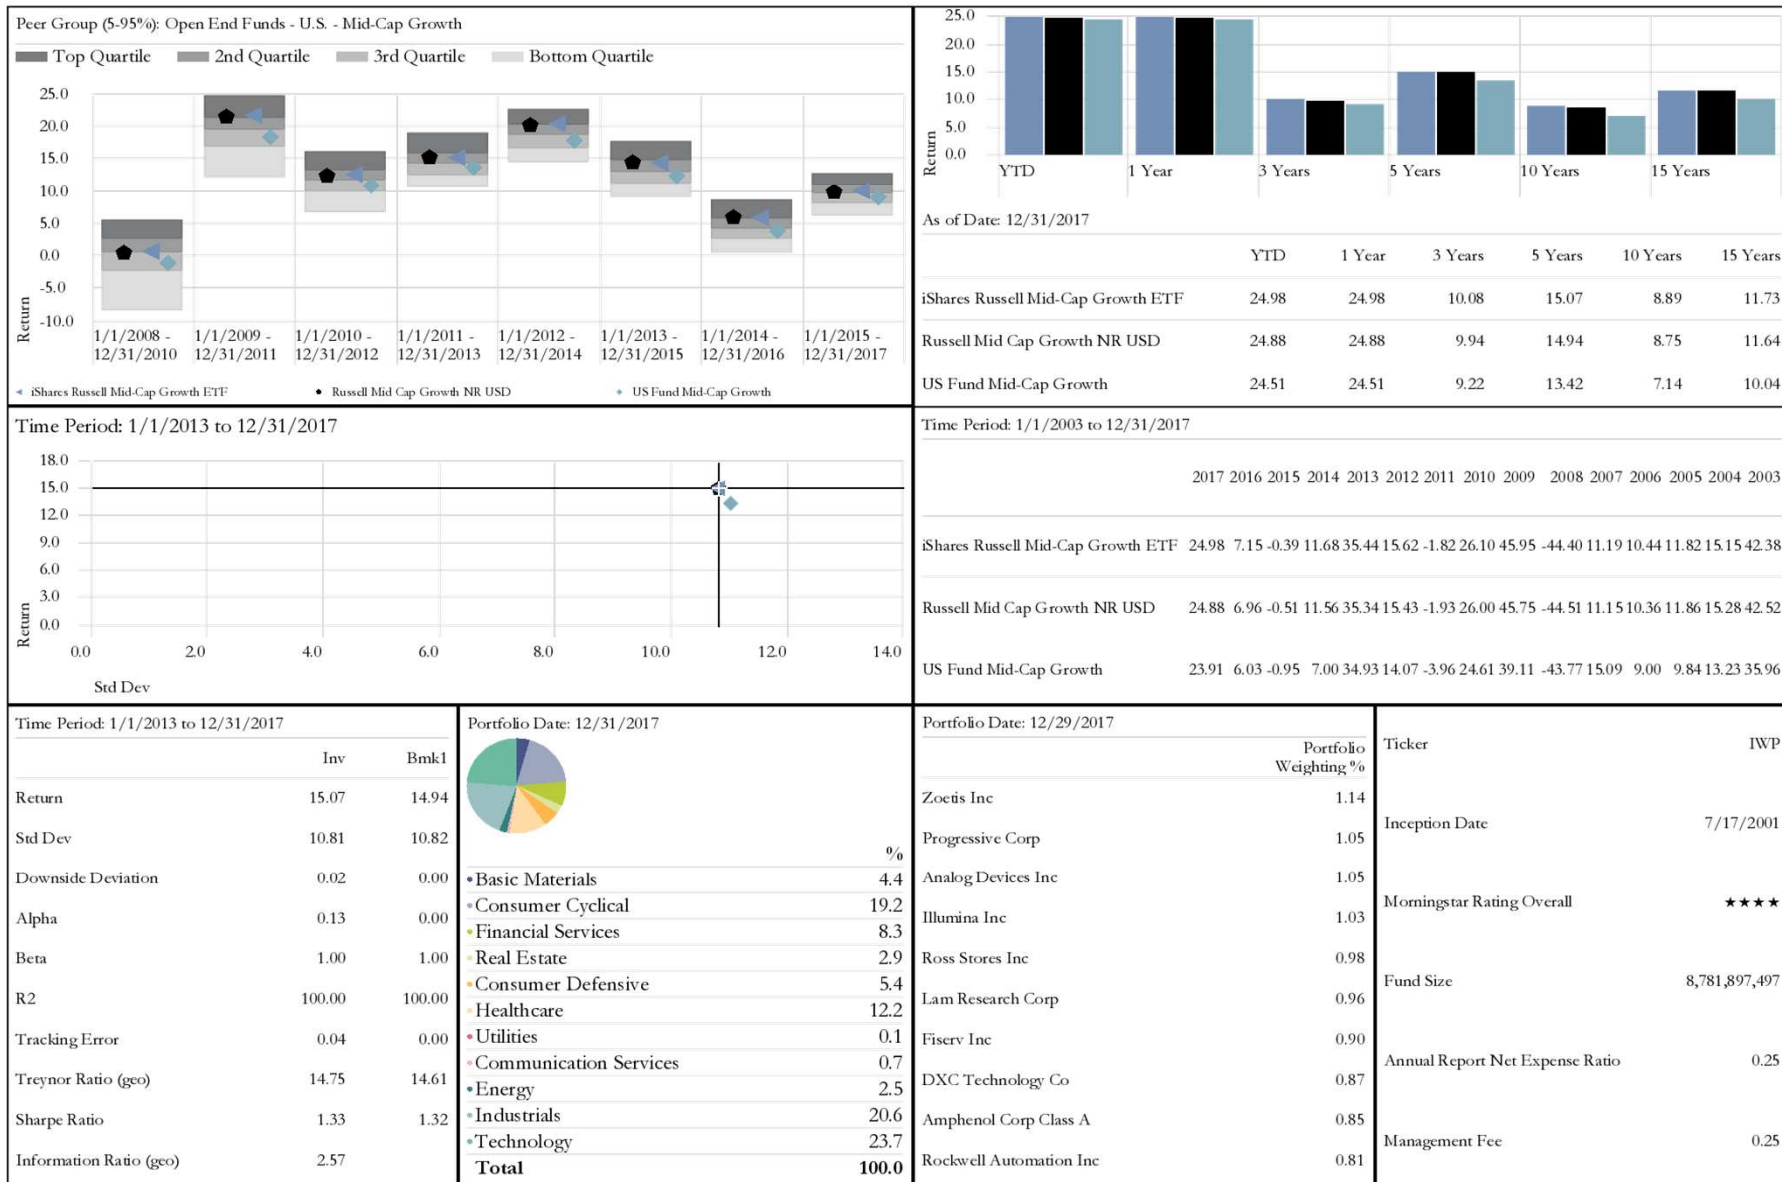 Peer Group (5-95%): Open End Funds - U.S. - Mid-Cap Growth
Top Quartile 2nd Quartile 3rd Quartile Bottom Quartile
25.0
20.0
15.0
10.0
5.0
0.0
-5.0
-10.0
Return
1/1/2008 - 12/31/2010
1/1/2009 - 12/31/2011
1/1/2010 - 12/31/2012
1/1/2011 - 12/31/2013
1/1/2012 - 12/31/2014
1/1/2013 - 12/31/2015
1/1/2014 - 12/31/2016
1/1/2015 - 12/31/2017
iShares Russell Mid-Cap Growth ETF Russell Mid Cap Growth NR USD US Fund Mid-Cap Growth
25.0
20.0
15.0
10.0
5.0
0.0
Return
YTD 1 Year 3 Years 5 Years 10 Years 15 Years
As of Date: 12/31/2017
YTD 1 Year 3 Years 5 Years 10 Years 15 Years
iShares Russell Mid-Cap Growth ETF 24.98 24.98 10.08 15.07 8.89 11.73
Russell Mid Cap Growth NR USD 24.88 24.88 9.94 14.94 8.75 11.64
US Fund Mid-Cap Growth 24.51 24.51 9.22 13.42 7.14 10.04
Time Period: 1/1/2013 to 12/31/2017
18.0
15.0
12.0
9.0
6.0
3.0
0.0
Return
0.0 2.0 4.0 6.0 8.0 10.0 12.0 14.0
Std Dev
Time Period: 1/1/2003 to 12/31/2017
2017 2016 2015 2014 2013 2012 2011 2010 2009 2008 2007 2006 2005 2004 2003
iShares Russell Mid-Cap Growth ETF 24.98 7.15 -0.39 11.68 35.44 15.62 -1.82 26.10 45.95 -44.40 11.19 10.44 11.82 15.15 42.38
Russell Mid Cap Growth NR USD 24.88 6.96 -0.51 11.56 35.34 15.43 -1.93 26.00 45.75 -44.51 11.15 10.36 11.86 15.28 42.52
US Fund Mid-Cap Growth 23.91 6.03 -0.95 7.00 34.93 14.07 -3.96 24.61 39.11 -43.77 15.09 9.00 9.84 13.23 35.96
Time Period: 1/1/2013 to 12/31/2017
Inv Bmk1
Return 15.07 14.94
Std Dev 10.81 10.82
Downside Deviation 0.02 0.00
Alpha 0.13 0.00
Beta 1.00 1.00
R2 100.00 100.00
Tracking Error 0.04 0.00
Treynor Ratio (geo) 14.75 14.61
Sharpe Ratio 1.33 1.32
Information Ratio (geo) 2.57
Portfolio Date: 12/31/2017
%
Basic Materials 4.4
Consumer Cyclical 19.2
Financial Services 8.3
Real Estate 2.9
Consumer Defensive 5.4
Healthcare 12.2
Utilities 0.1
Communication Services 0.7
Energy 2.5
Industrials 20.6
Technology 23.7
Total 100.0
Portfolio Date: 12/29/2017
Portfolio
Weighting %
Zoetis Inc 1.14
Progressive Corp 1.05
Analog Devices Inc 1.05
Illumina Inc 1.03
Ross Stores Inc 0.98
Lam Research Corp 0.96
Fiserv Inc 0.90
DXC Technology Co 0.87
Amphenol Corp Class A 0.85
Rockwell Automation Inc 0.81
Ticker IWP
Inception Date 7/17/2001
Morningstar Rating Overall ★★★★
Fund Size 8,781,897,497
Annual Report Net Expense Ratio 0.25
Management Fee 0.25